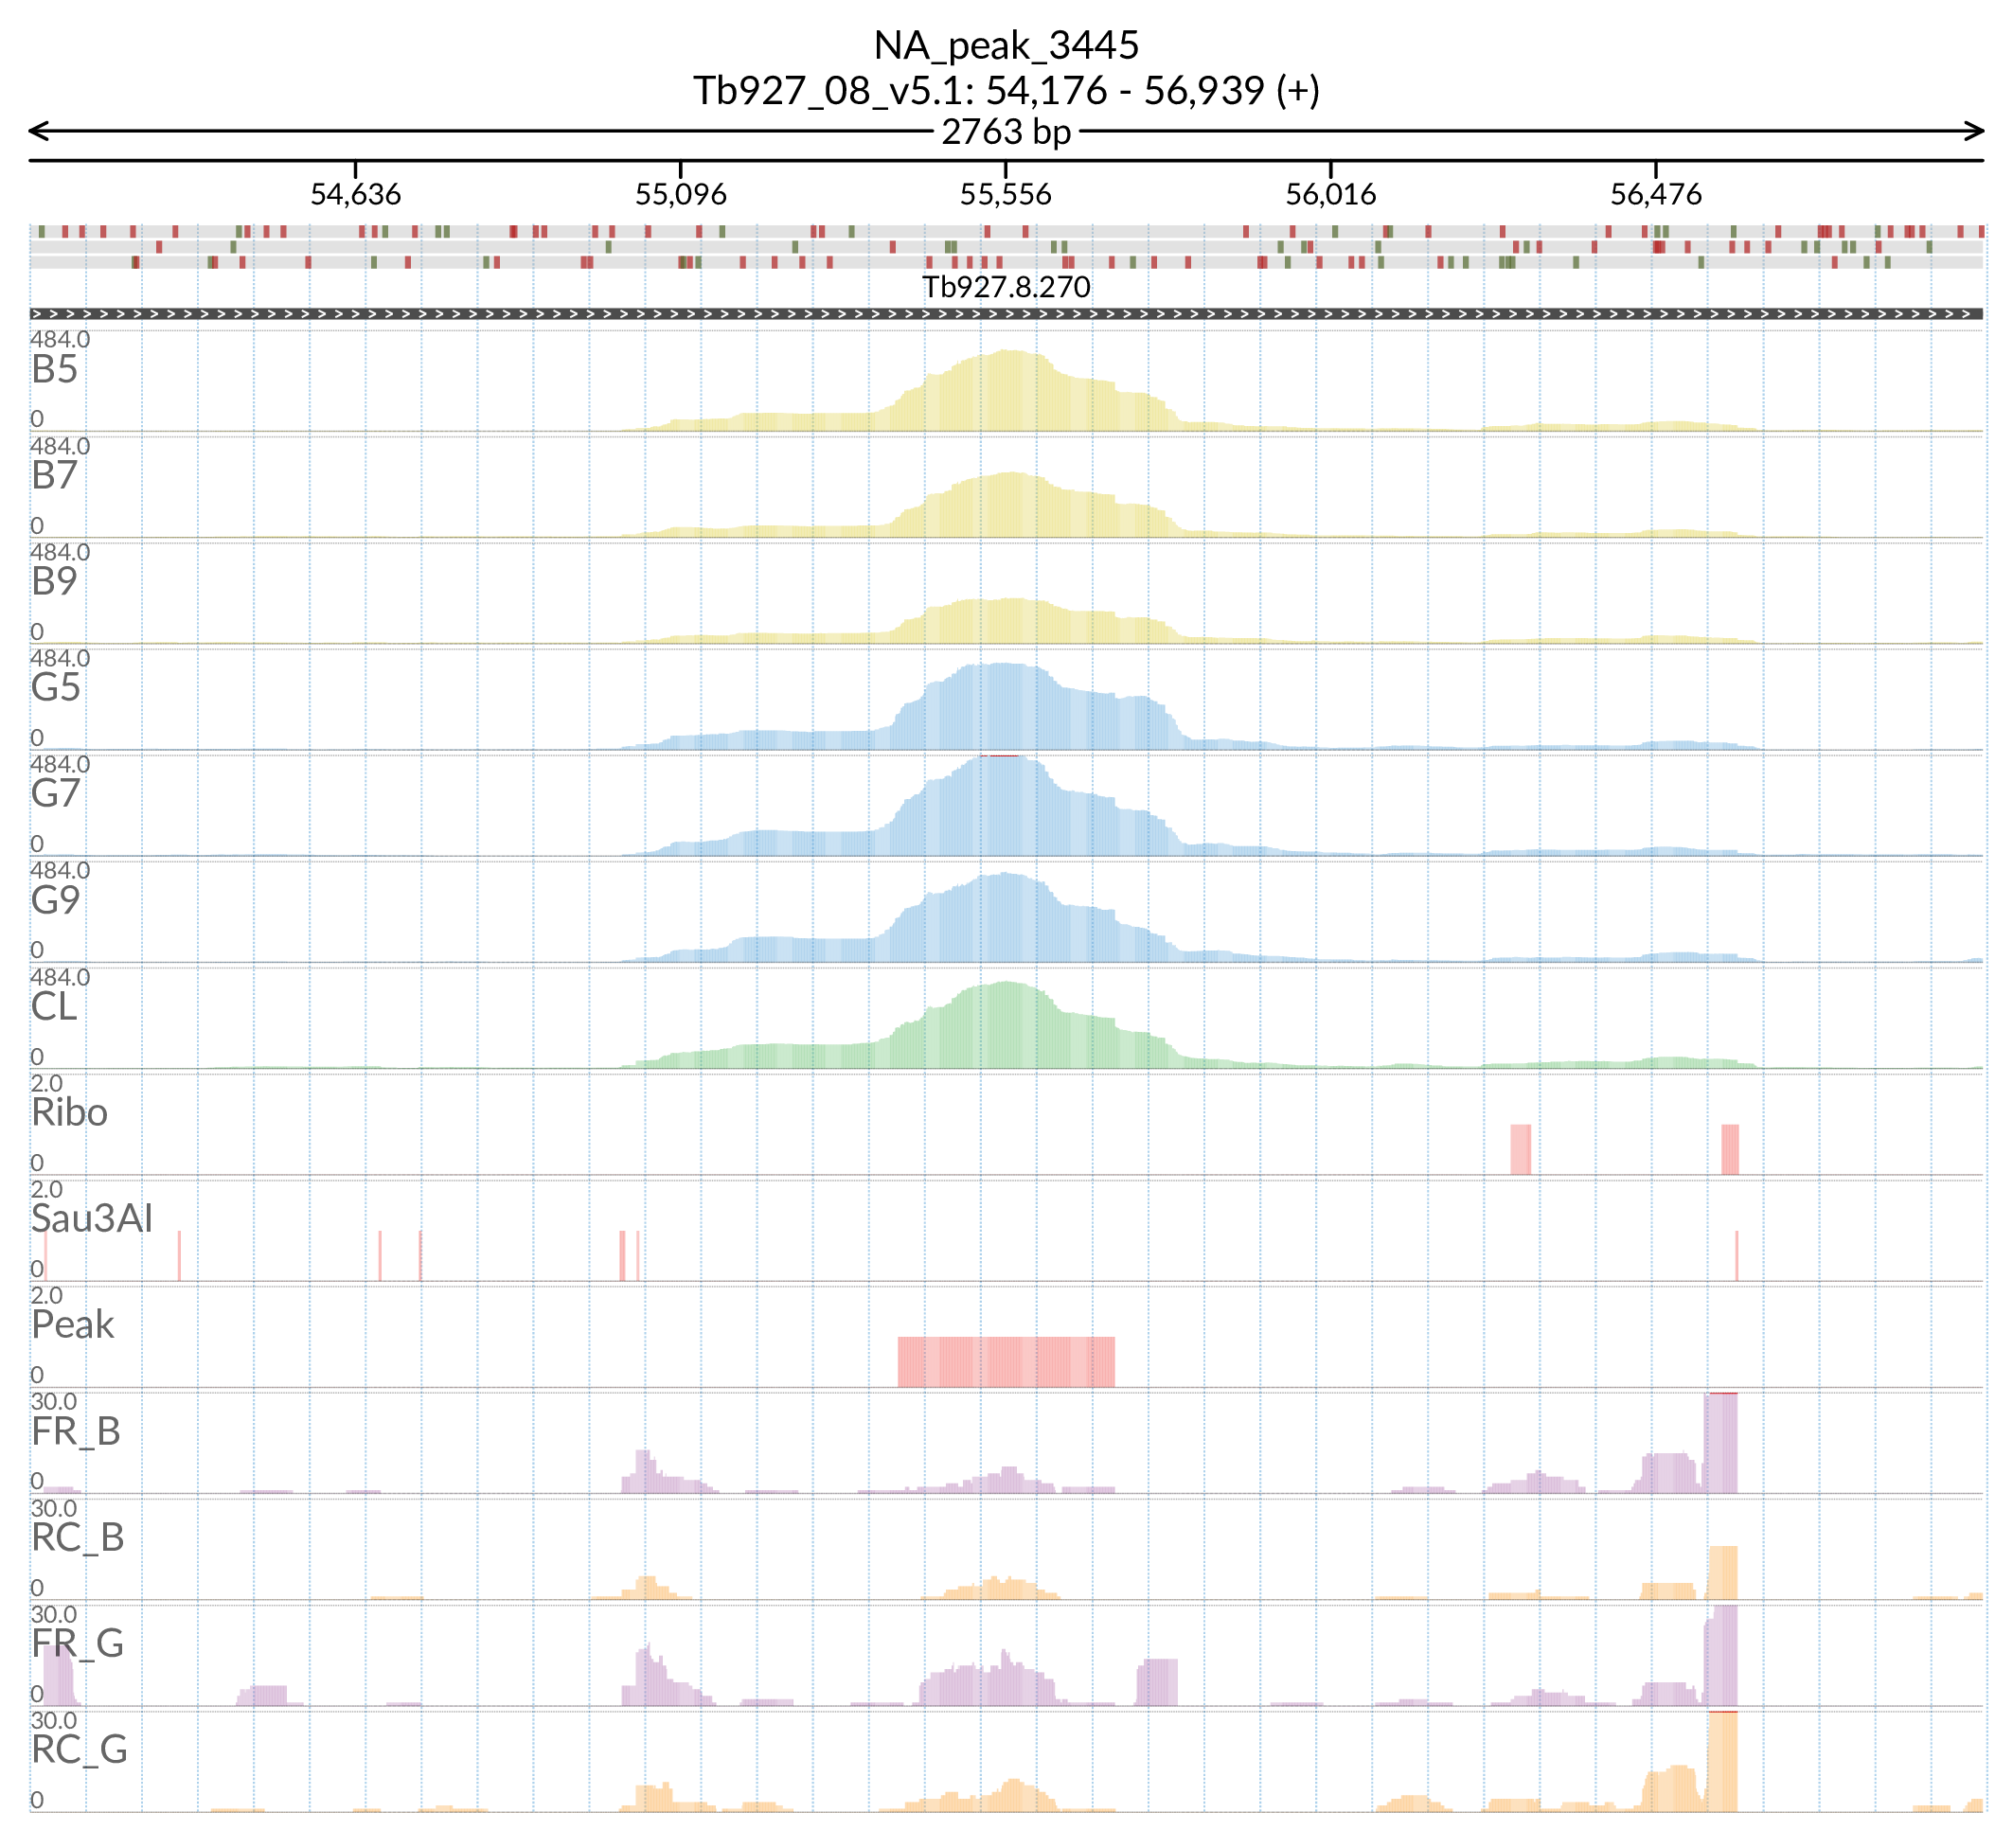 NA_peak_3445
Tb927_08_v5.1: 54,176 - 56,939 (+)
2763 bp
54,636 55,096 55,556 56,016 56,476
Tb927.8.270
484.0
B5
0
484.0
B7
0
484.0
B9
0
484.0
G5
0
484.0
G7
0
484.0
G9
0
484.0
CL
0
2.0
Ribo
0
2.0
Sau3AI
0
2.0
Peak
0
30.0
FR_B
0
30.0
RC_B
0
30.0
FR_G
0
30.0
RC_G
0